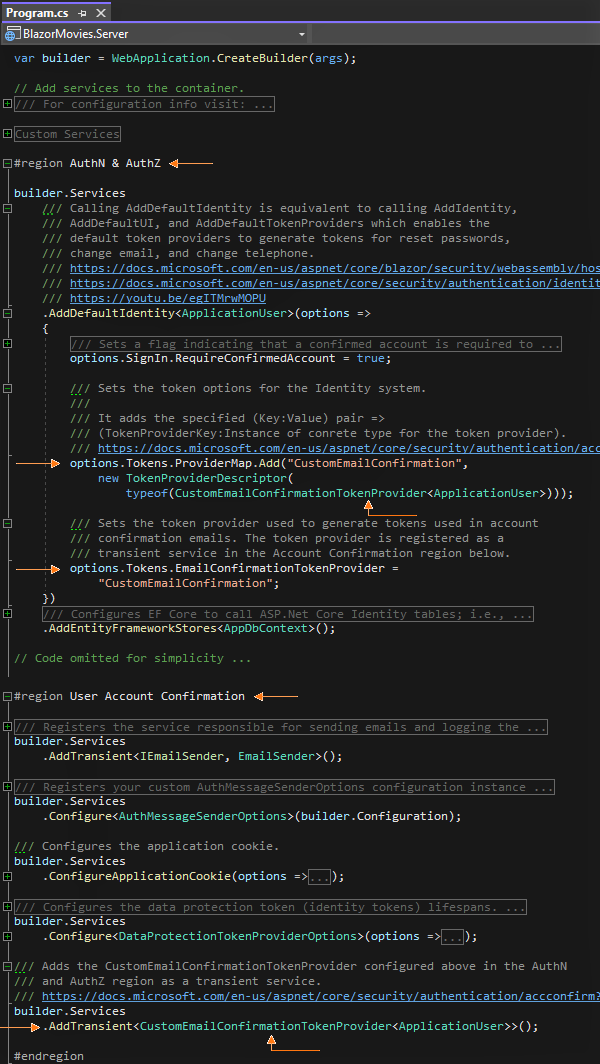 Program.cs
BlazorMovies.Server
var builder = WebApplication.CreateBuilder(args);
// Add services to the container.
/// For configuration info visit: ...
Custom Services
#region AuthN & AuthZ
builder.Services
/// Calling AddDefaultIdentity is equivalent to calling AddIdentity,
/// AddDefaultUI, and AddDefaultTokenProviders which enables the
/// default token providers to generate tokens for reset passwords,
/// change email, and change telephone.
/// https://docs.microsoft.com/en-us/aspnet/core/blazor/security/webassembly/hos
/// https://docs.microsoft.com/en-us/aspnet/core/security/authentication/identit
/// https://youtu.be/egITMrwMOPU
.AddDefaultIdentity<ApplicationUser>(options =>
{
/// Sets a flag indicating that a confirmed account is required to ...
options.SignIn.RequireConfirmedAccount = true;
/// Sets the token options for the Identity system.
///
/// It adds the specified (Key:Value) pair =>
/// (TokenProviderKey:Instance of conrete type for the token provider).
/// https://docs.microsoft.com/en-us/aspnet/core/security/authentication/acc
options.Tokens.ProviderMap.Add("CustomEmailConfirmation",
new TokenProviderDescriptor(
typeof(CustomEmailConfirmationTokenProvider<ApplicationUser>)));
/// Sets the token provider used to generate tokens used in account
/// confirmation emails. The token provider is registered as a
/// transient service in the Account Confirmation region below.
options.Tokens.EmailConfirmationTokenProvider =
"CustomEmailConfirmation";
})
/// Configures EF Core to call ASP.Net Core Identity tables; i.e., ...
.AddEntityFrameworkStores<AppDbContext>();
// Code omitted for simplicity ...
#region User Account Confirmation
/// Registers the service responsible for sending emails and logging the ...
builder.Services
.AddTransient<IEmailSender, EmailSender>();
/// Registers your custom AuthMessageSenderOptions configuration instance ...
builder.Services
.Configure<AuthMessageSenderOptions>(builder.Configuration);
/// Configures the application cookie.
builder.Services
.ConfigureApplicationCookie(options =>...);
/// Configures the data protection token (identity tokens) lifespans. ...
builder.Services
.Configure<DataProtectionTokenProviderOptions>(options =>...);
/// Adds the CustomEmailConfirmationTokenProvider configured above in the AuthN
/// and AuthZ region as a transient service.
/// https://docs.microsoft.com/en-us/aspnet/core/security/authentication/accconfirm?
builder.Services
.AddTransient<CustomEmailConfirmationTokenProvider<ApplicationUser>>();
#endregion